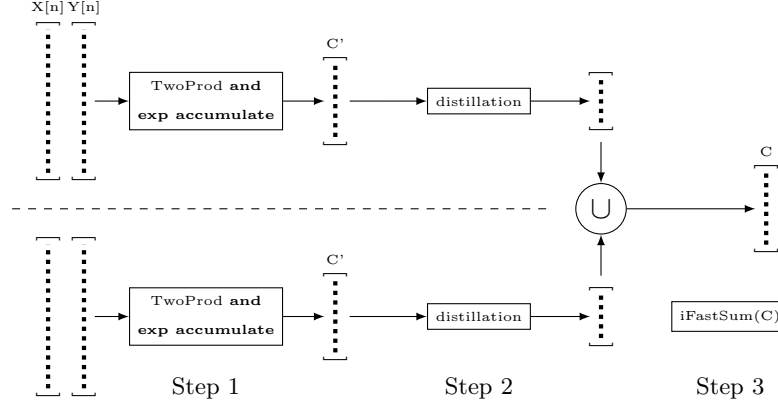 X[n] Y[n]
C'
TwoProd and
exp accumulate
distillation
C
∪
C'
TwoProd and
exp accumulate
distillation
iFastSum(C)
Step 1
Step 2
Step 3